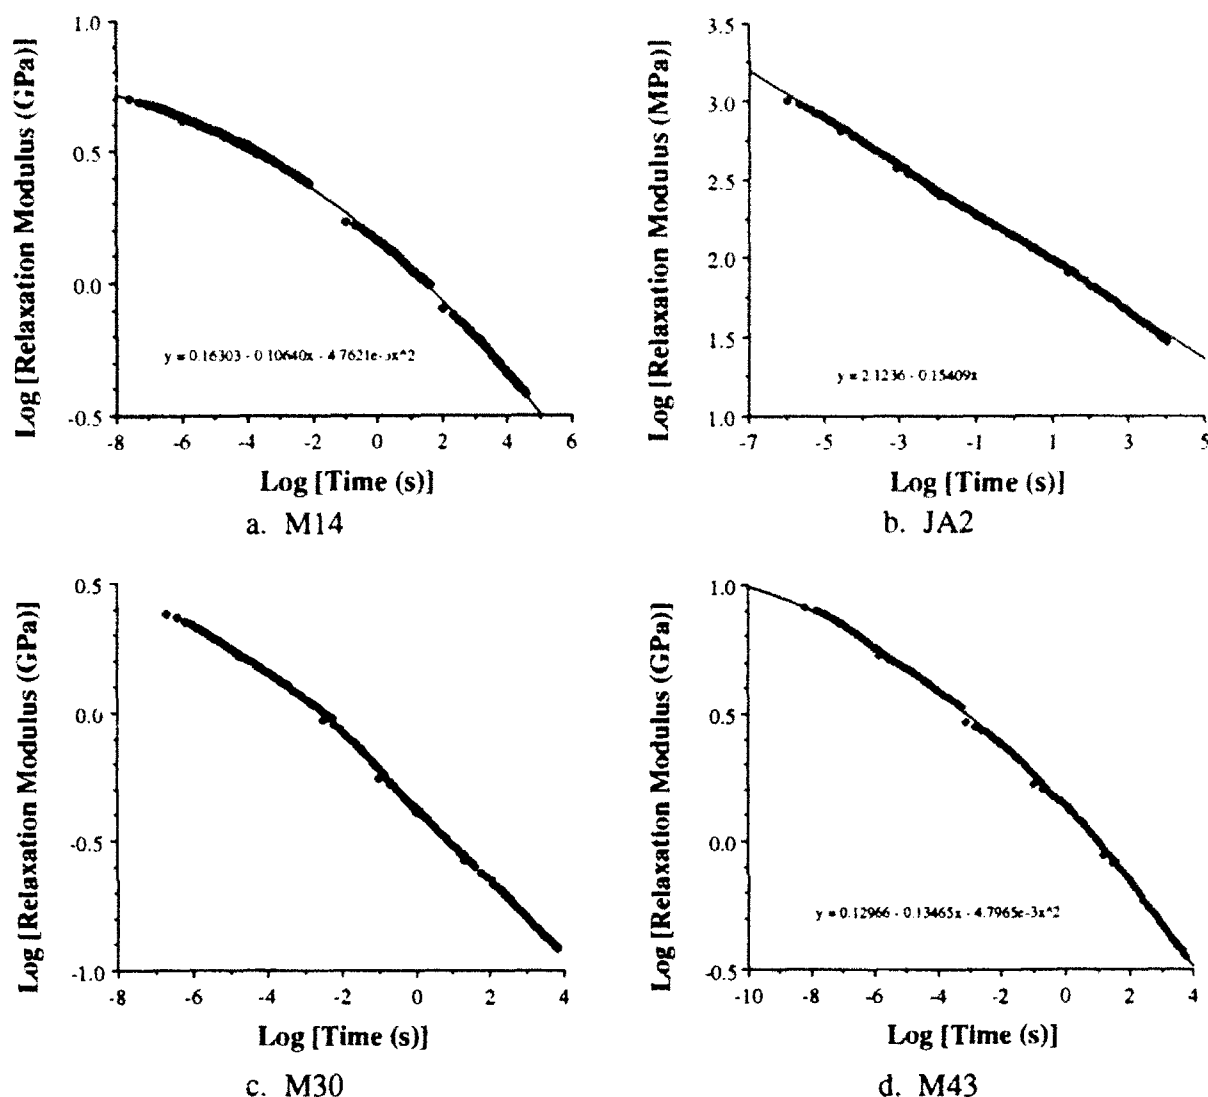 Log [Relaxation Modulus (GPa)]
1.0
0.5
0.0
-0.5
y = 0.16303 - 0.10640x - 4.7621e-3x^2
-8 -6 -4 -2 0 2 4 6
Log [Time (s)]
a. M14
Log [Relaxation Modulus (MPa)]
3.5
3.0
2.5
2.0
1.5
1.0
y = 2.1236 - 0.15409x
-7 -5 -3 -1 1 3 5
Log [Time (s)]
b. JA2
Log [Relaxation Modulus (GPa)]
0.5
0.0
-0.5
-1.0
-8 -6 -4 -2 0 2 4
Log [Time (s)]
c. M30
Log [Relaxation Modulus (GPa)]
1.0
0.5
0.0
-0.5
y = 0.12966 - 0.13465x - 4.7965e-3x^2
-10 -8 -6 -4 -2 0 2 4
Log [Time (s)]
d. M43